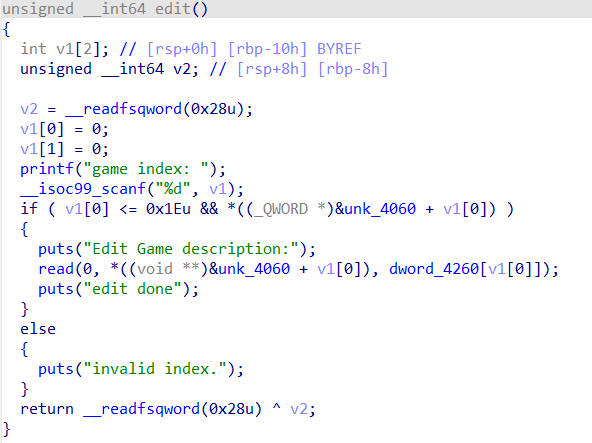 unsigned __int64 edit()
{
  int v1[2]; // [rsp+0h] [rbp-10h] BYREF
  unsigned __int64 v2; // [rsp+8h] [rbp-8h]

  v2 = __readfsqword(0x28u);
  v1[0] = 0;
  v1[1] = 0;
  printf("game index: ");
  __isoc99_scanf("%d", v1);
  if ( v1[0] <= 0x1Eu && *((_QWORD *)&unk_4060 + v1[0]) )
  {
    puts("Edit Game description:");
    read(0, *((void **)&unk_4060 + v1[0]), dword_4260[v1[0]]);
    puts("edit done");
  }
  else
  {
    puts("invalid index.");
  }
  return __readfsqword(0x28u) ^ v2;
}